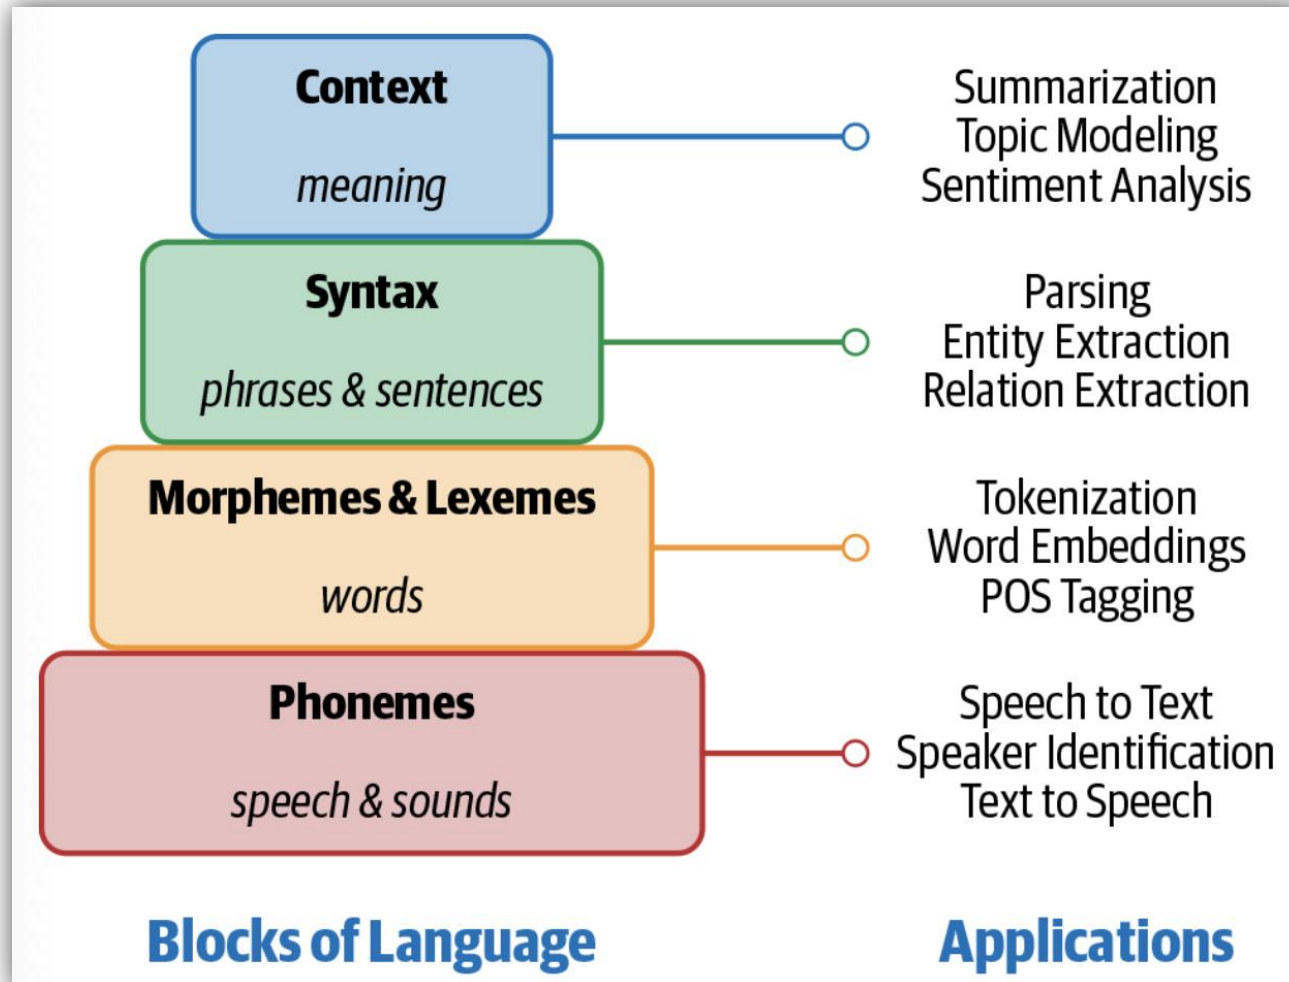 Context
meaning
Summarization
Topic Modeling
Sentiment Analysis
Syntax
phrases & sentences
Parsing
Entity Extraction
Relation Extraction
Morphemes & Lexemes
words
Tokenization
Word Embeddings
POS Tagging
Phonemes
speech & sounds
Speech to Text
Speaker Identification
Text to Speech
Blocks of Language
Applications